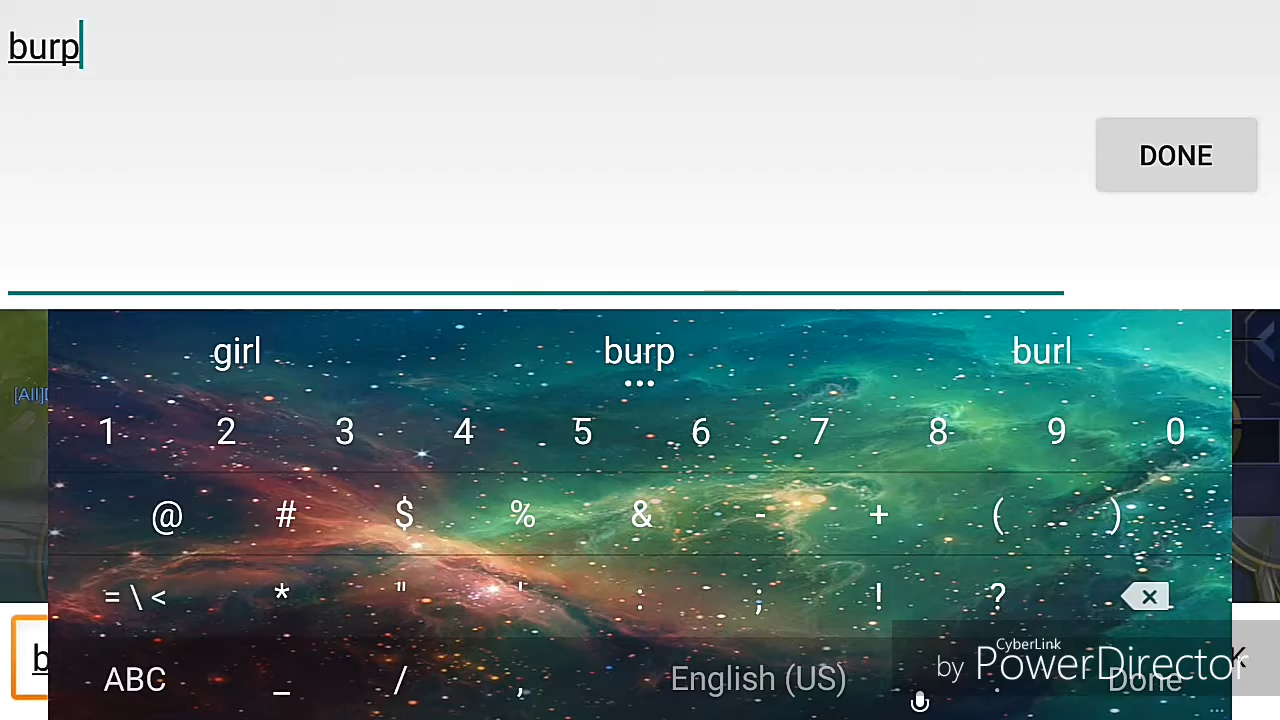 burp
DONE
girl burp burl
[All]
1 2 3 4 5 6 7 8 9 0
@ # $ % & - + ( )
= \ < * " ' : ; ! ?
b
ABC _ / , English (US) . Done
CyberLink
by PowerDirector